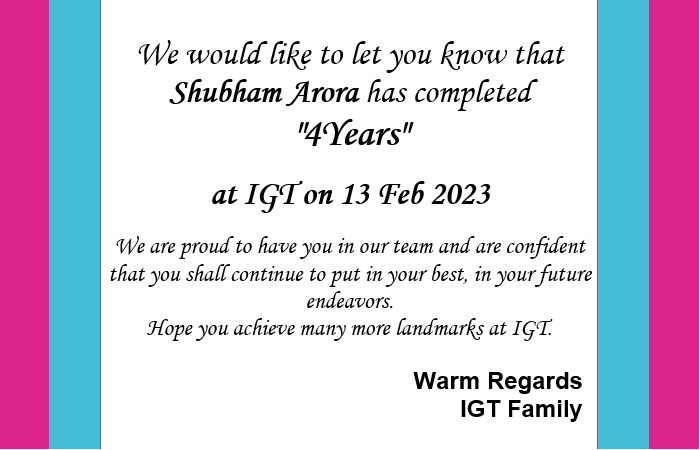 We would like to let you know that
Shubham Arora has completed
"4Years"
at IGT on 13 Feb 2023
We are proud to have you in our team and are confident
that you shall continue to put in your best, in your future
endeavors.
Hope you achieve many more landmarks at IGT.
Warm Regards
IGT Family